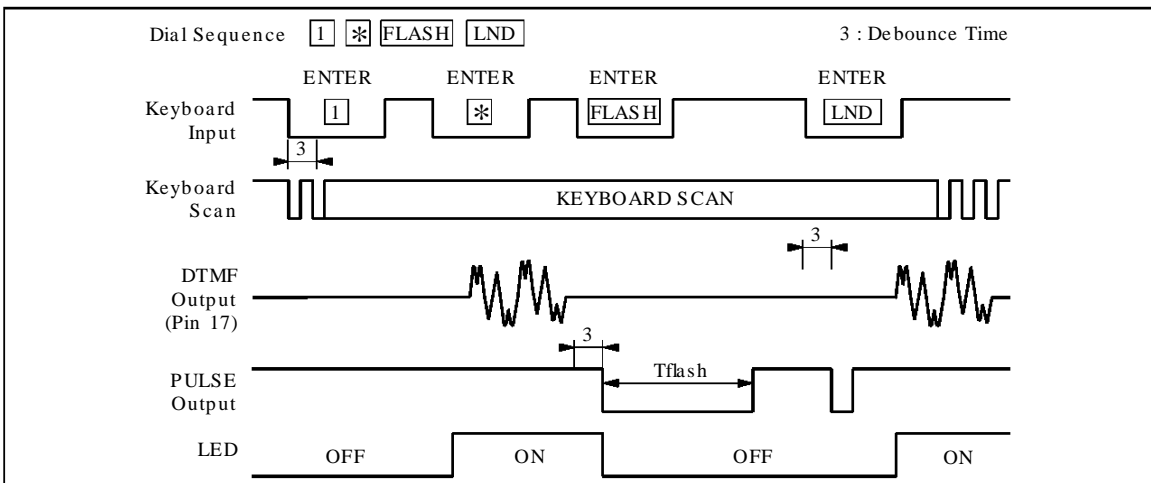 Dial Sequence 1 * FLASH LND 3 : Debounce Time
ENTER ENTER ENTER ENTER
Keyboard Input 1 * FLASH LND
3
Keyboard Scan KEYBOARD SCAN
3
DTMF Output (Pin 17)
3
PULSE Output Tflash
LED OFF ON OFF ON